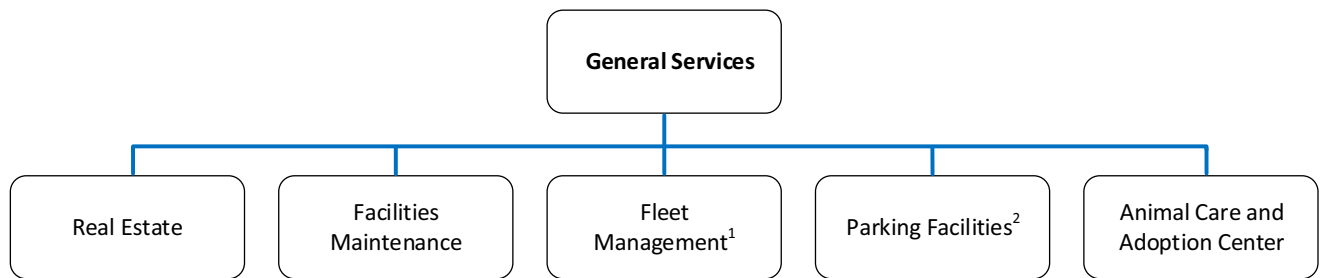 General Services
Real Estate
Facilities
Maintenance
Fleet
Management¹
Parking Facilities²
Animal Care and
Adoption Center